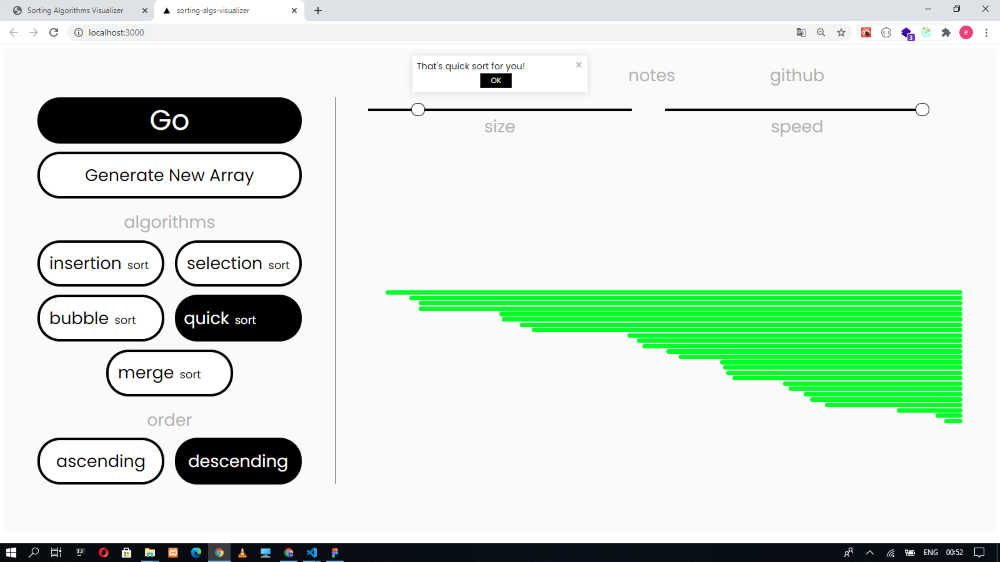 Sorting Algorithms Visualizer
sorting-algs-visualizer
localhost:3000
3
e
That's quick sort for you!
OK
notes
github
size
speed
Go
Generate New Array
algorithms
insertion sort
selection sort
bubble sort
quick sort
merge sort
order
ascending
descending
ENG
00:52